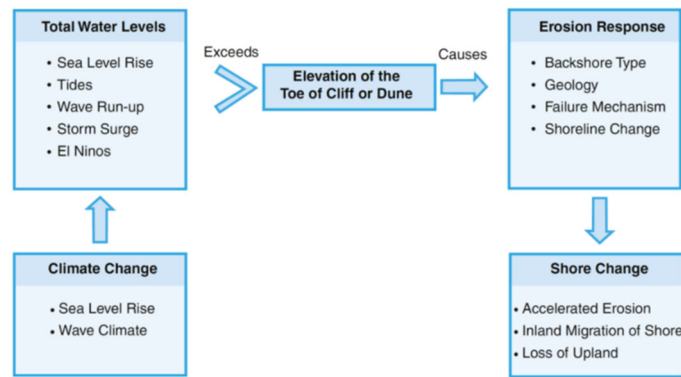 Total Water Levels
• Sea Level Rise
• Tides
• Wave Run-up
• Storm Surge
• El Ninos
Exceeds
Elevation of the
Toe of Cliff or Dune
Causes
Erosion Response
• Backshore Type
• Geology
• Failure Mechanism
• Shoreline Change
Climate Change
• Sea Level Rise
• Wave Climate
Shore Change
• Accelerated Erosion
• Inland Migration of Shore
• Loss of Upland